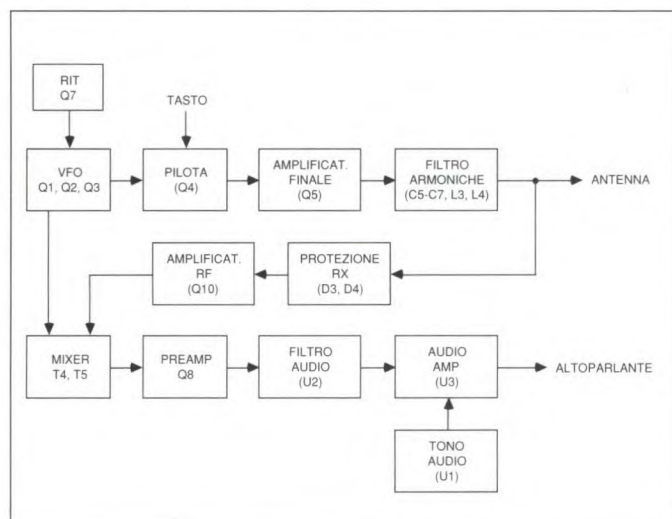 RIT
Q7
TASTO
VFO
Q1, Q2, Q3
PILOTA
(Q4)
AMPLIFICAT.
FINALE
(Q5)
FILTRO
ARMONICHE
(C5-C7, L3, L4)
ANTENNA
AMPLIFICAT.
RF
(Q10)
PROTEZIONE
RX
(D3, D4)
MIXER
T4, T5
PREAMP
Q8
FILTRO
AUDIO
(U2)
AUDIO
AMP
(U3)
ALTOPARLANTE
TONO
AUDIO
(U1)